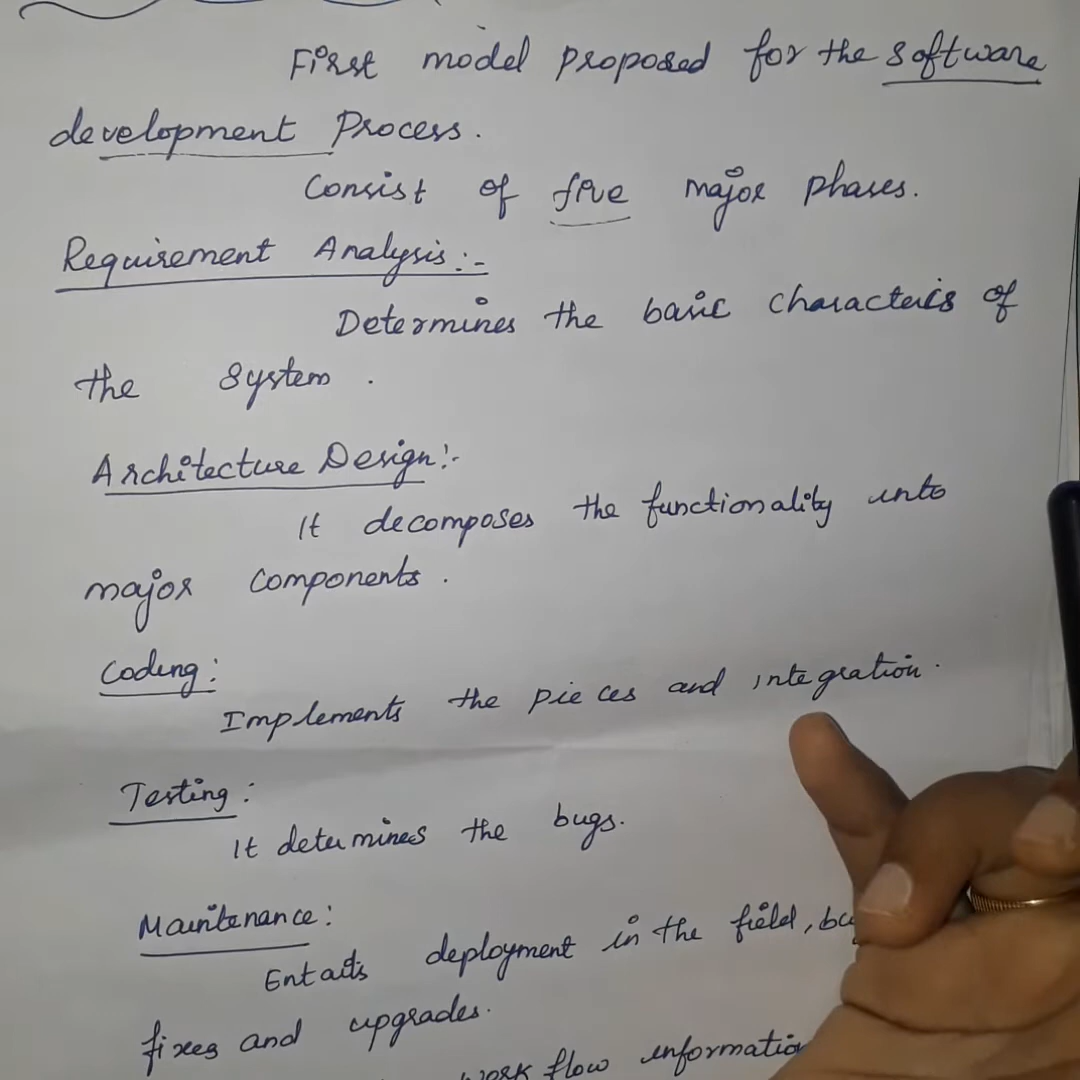 First model proposed for the software
development Process.
Consist of five major phases.
Requirement Analysis:-
Determines the basic characteris of
the system.
Architecture Design:-
It decomposes the functionality into
major components.
Coding:
Implements the pieces and integration.
Testing:
It determines the bugs.
Maintenance:
Entails deployment in the field,
fixes and upgrades.
work flow